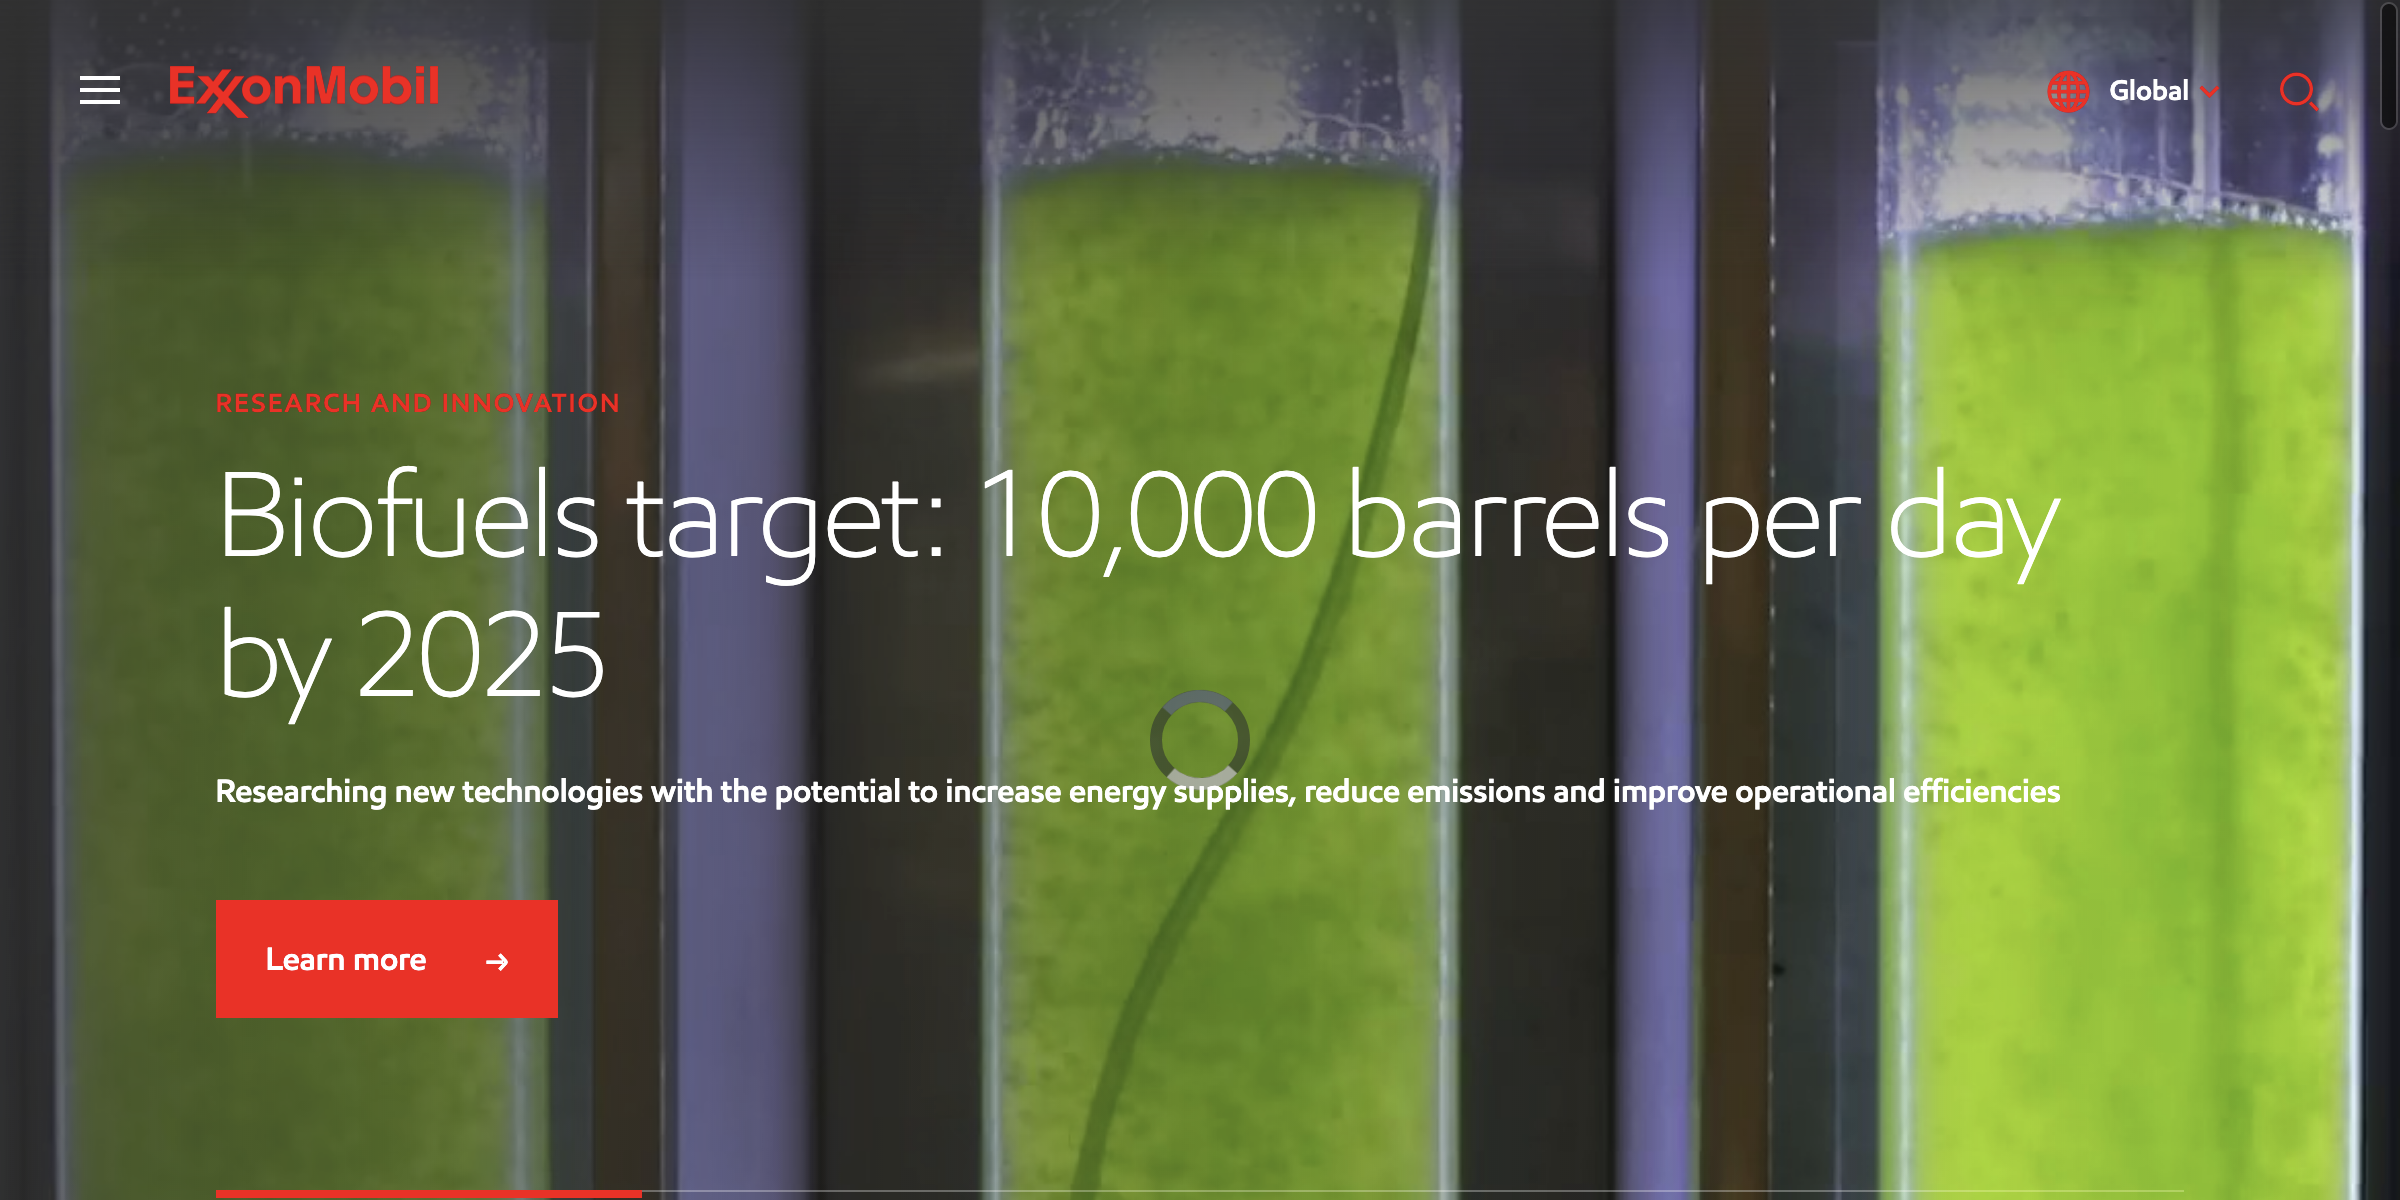 ExxonMobil
Global
RESEARCH AND INNOVATION
Biofuels target: 10,000 barrels per day
by 2025
Researching new technologies with the potential to increase energy supplies, reduce emissions and improve operational efficiencies
Learn more →